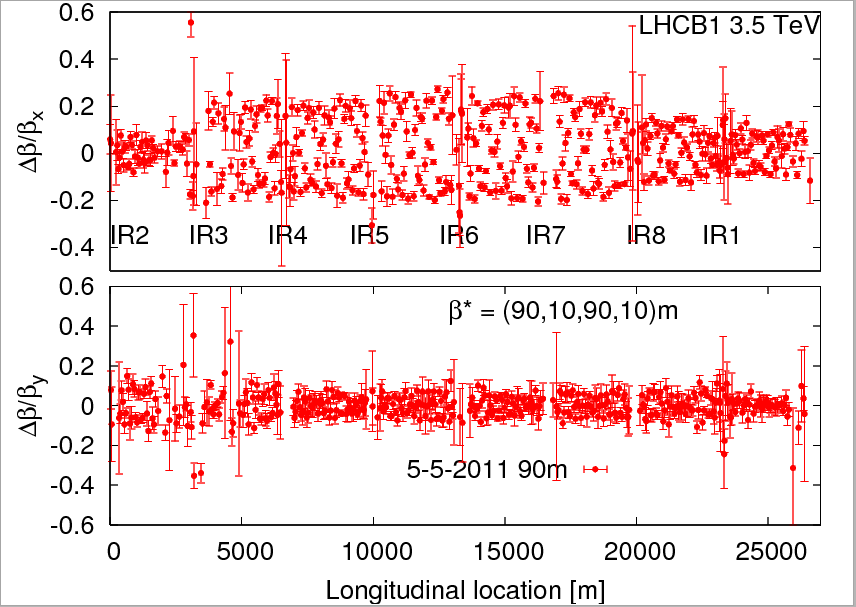 LHCB1 3.5 TeV
0.6
0.4
0.2
0
-0.2
-0.4
Δβ/βx
IR2 IR3 IR4 IR5 IR6 IR7 IR8 IR1
β* = (90,10,90,10)m
0.6
0.4
0.2
0
-0.2
-0.4
-0.6
Δβ/βy
5-5-2011 90m
0 5000 10000 15000 20000 25000
Longitudinal location [m]